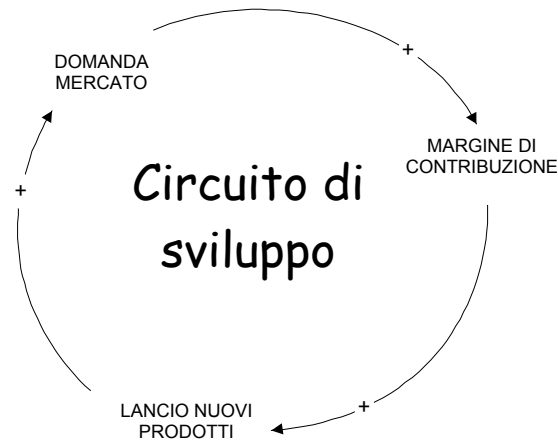 DOMANDA
MERCATO
+
MARGINE DI
CONTRIBUZIONE
+
Circuito di
sviluppo
+
LANCIO NUOVI
PRODOTTI